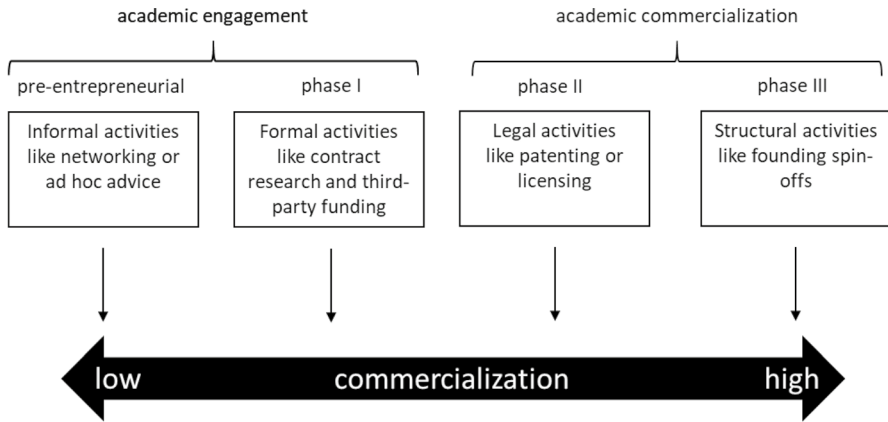 academic engagement
academic commercialization
pre-entrepreneurial
phase I
phase II
phase III
Informal activities
like networking or
ad hoc advice
Formal activities
like contract
research and third-
party funding
Legal activities
like patenting or
licensing
Structural activities
like founding spin-
offs
low
commercialization
high